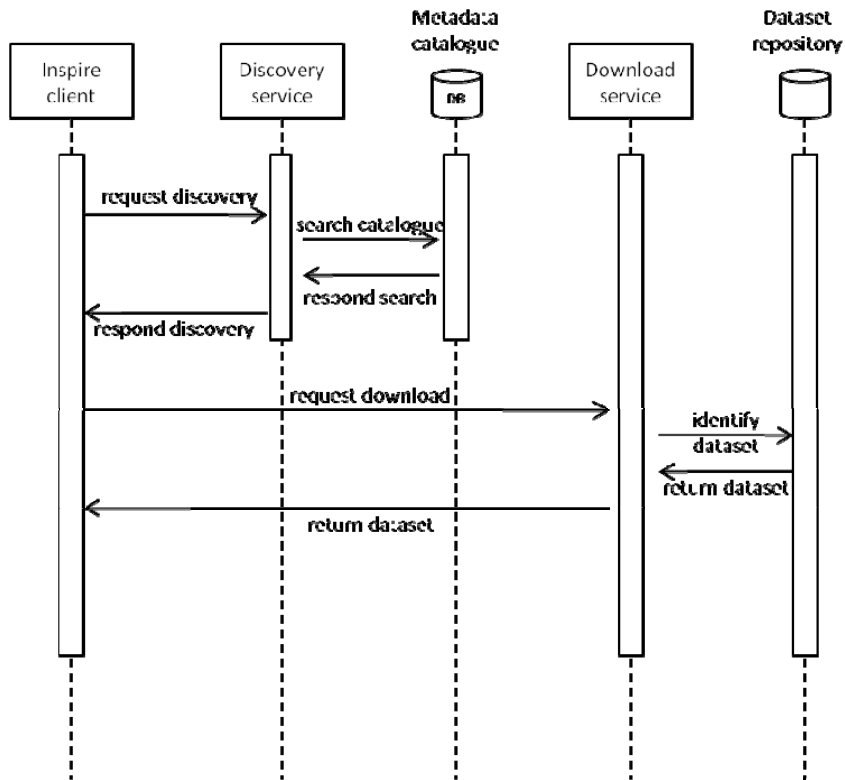 Metadata
catalogue
Dataset
repository
Inspire
client
Discovery
service
DB
Download
service
request discovery
search catalogue
respond search
respond discovery
request download
identify
dataset
return dataset
return dataset